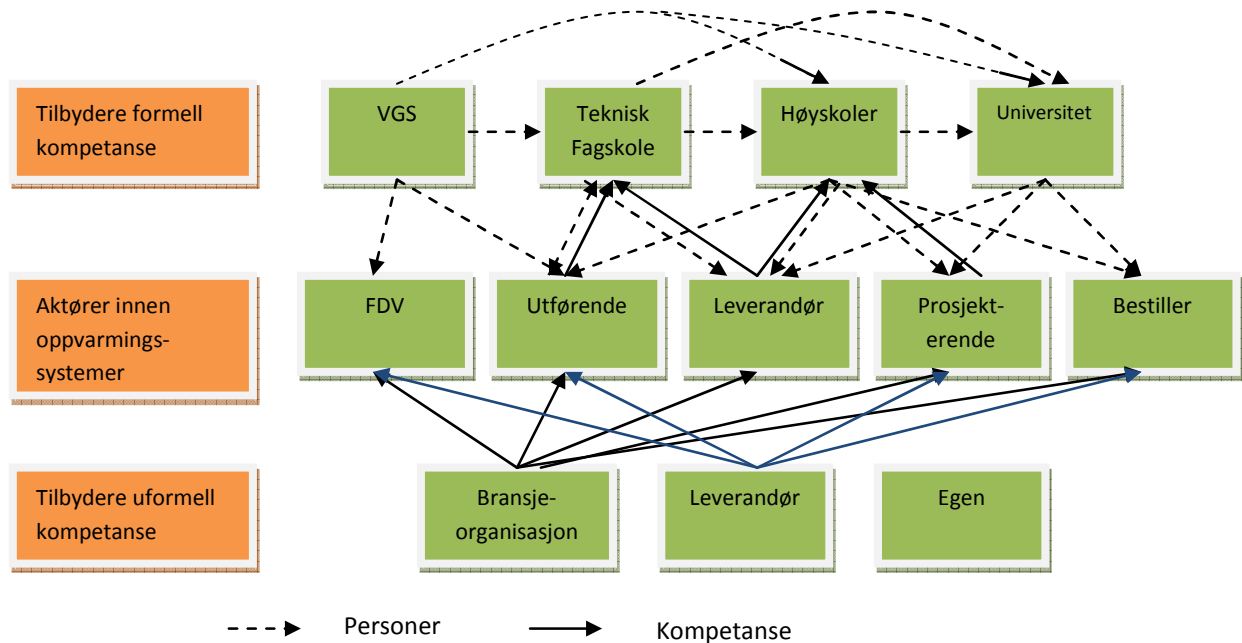 Tilbydere formell
kompetanse
VGS
Teknisk
Fagskole
Høyskoler
Universitet
Aktører innen
oppvarmings-
systemer
FDV
Utførende
Leverandør
Prosjekt-
erende
Bestiller
Tilbydere uformell
kompetanse
Bransje-
organisasjon
Leverandør
Egen
Personer
Kompetanse